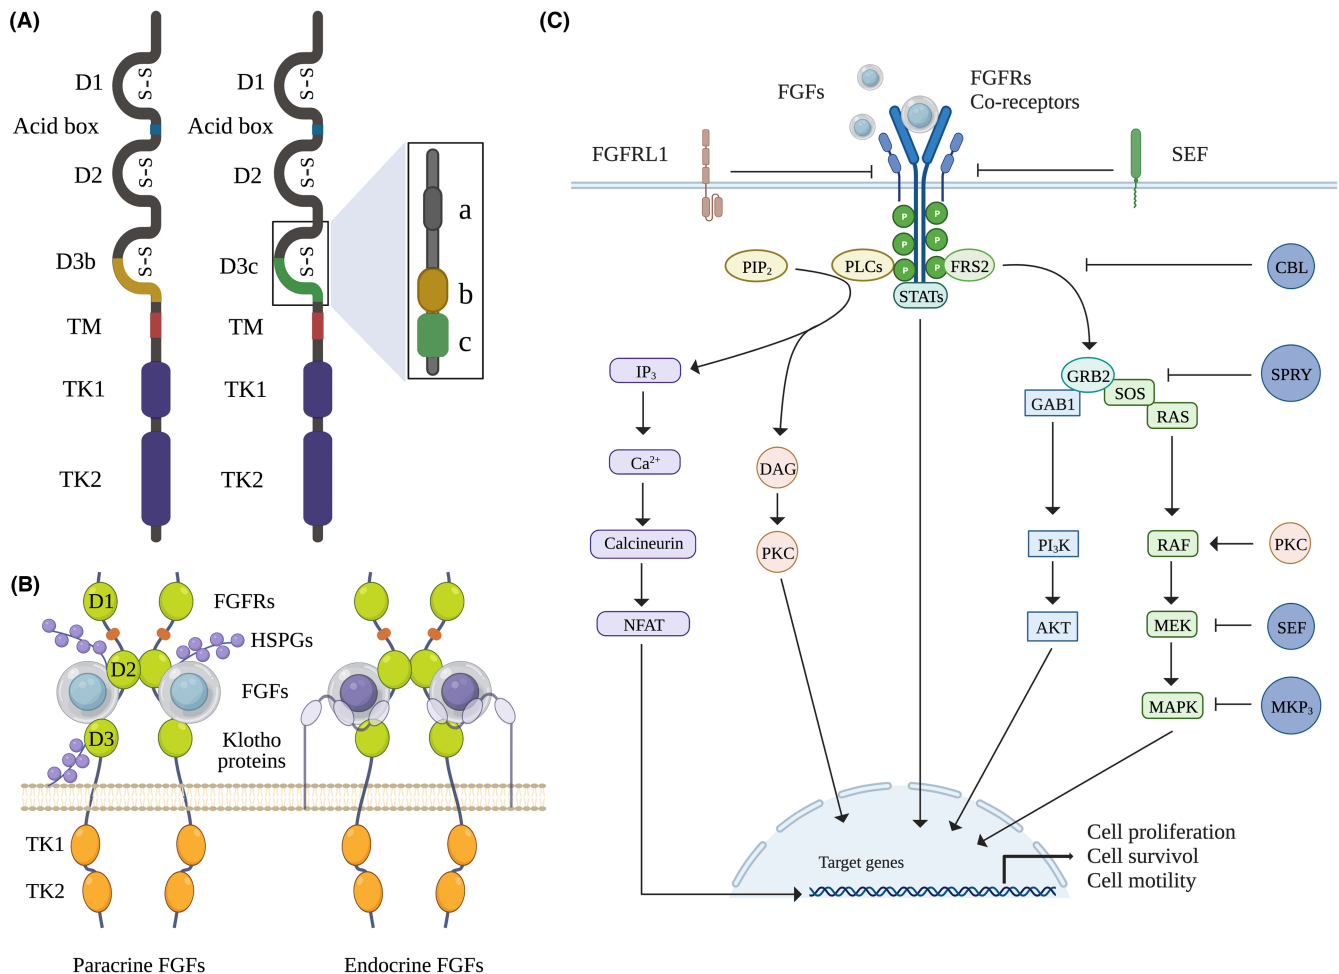 (A)
D1
S-S
Acid box
D2
S-S
D3b
S-S
TM
TK1
TK2
D1
S-S
Acid box
D2
S-S
D3c
S-S
TM
TK1
TK2
a
b
c
(B)
D1
FGFRs
HSPGs
D2
FGFs
D3
Klotho
proteins
TK1
TK2
Paracrine FGFs
Endocrine FGFs
(C)
FGFs
FGFRs
Co-receptors
FGFRL1
SEF
P
P
P
P
P
P
PIP2
PLCs
FRS2
CBL
STATs
IP3
GRB2
SPRY
GAB1
SOS
RAS
Ca2+
DAG
Calcineurin
PKC
PI3K
RAF
PKC
NFAT
AKT
MEK
SEF
MAPK
MKP3
Target genes
Cell proliferation
Cell survivol
Cell motility